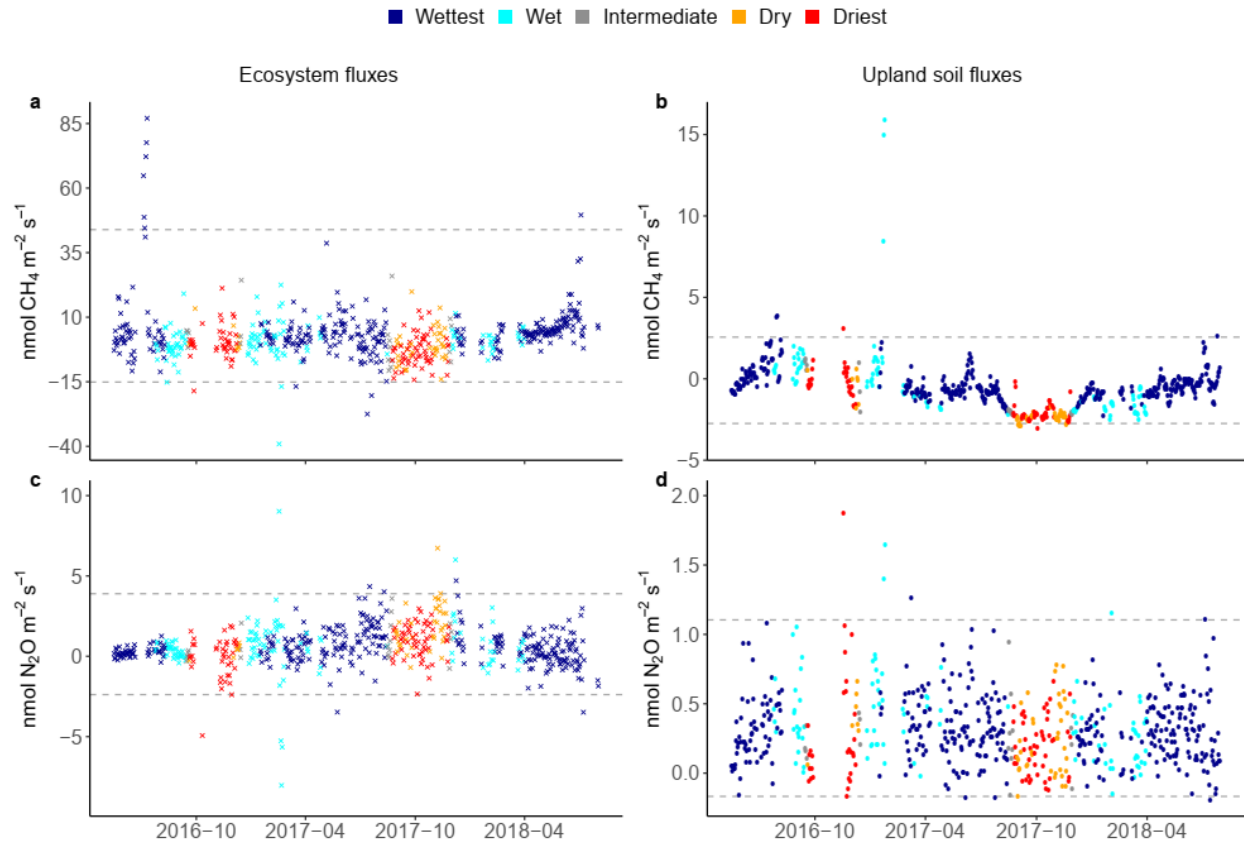 Wettest Wet Intermediate Dry Driest
Ecosystem fluxes
Upland soil fluxes
a
85
60
35
10
−15
−40
nmol CH₄ m⁻² s⁻¹
b
15
10
5
0
−5
nmol CH₄ m⁻² s⁻¹
c
10
5
0
−5
nmol N₂O m⁻² s⁻¹
2016−10 2017−04 2017−10 2018−04
d
2.0
1.5
1.0
0.5
0.0
nmol N₂O m⁻² s⁻¹
2016−10 2017−04 2017−10 2018−04